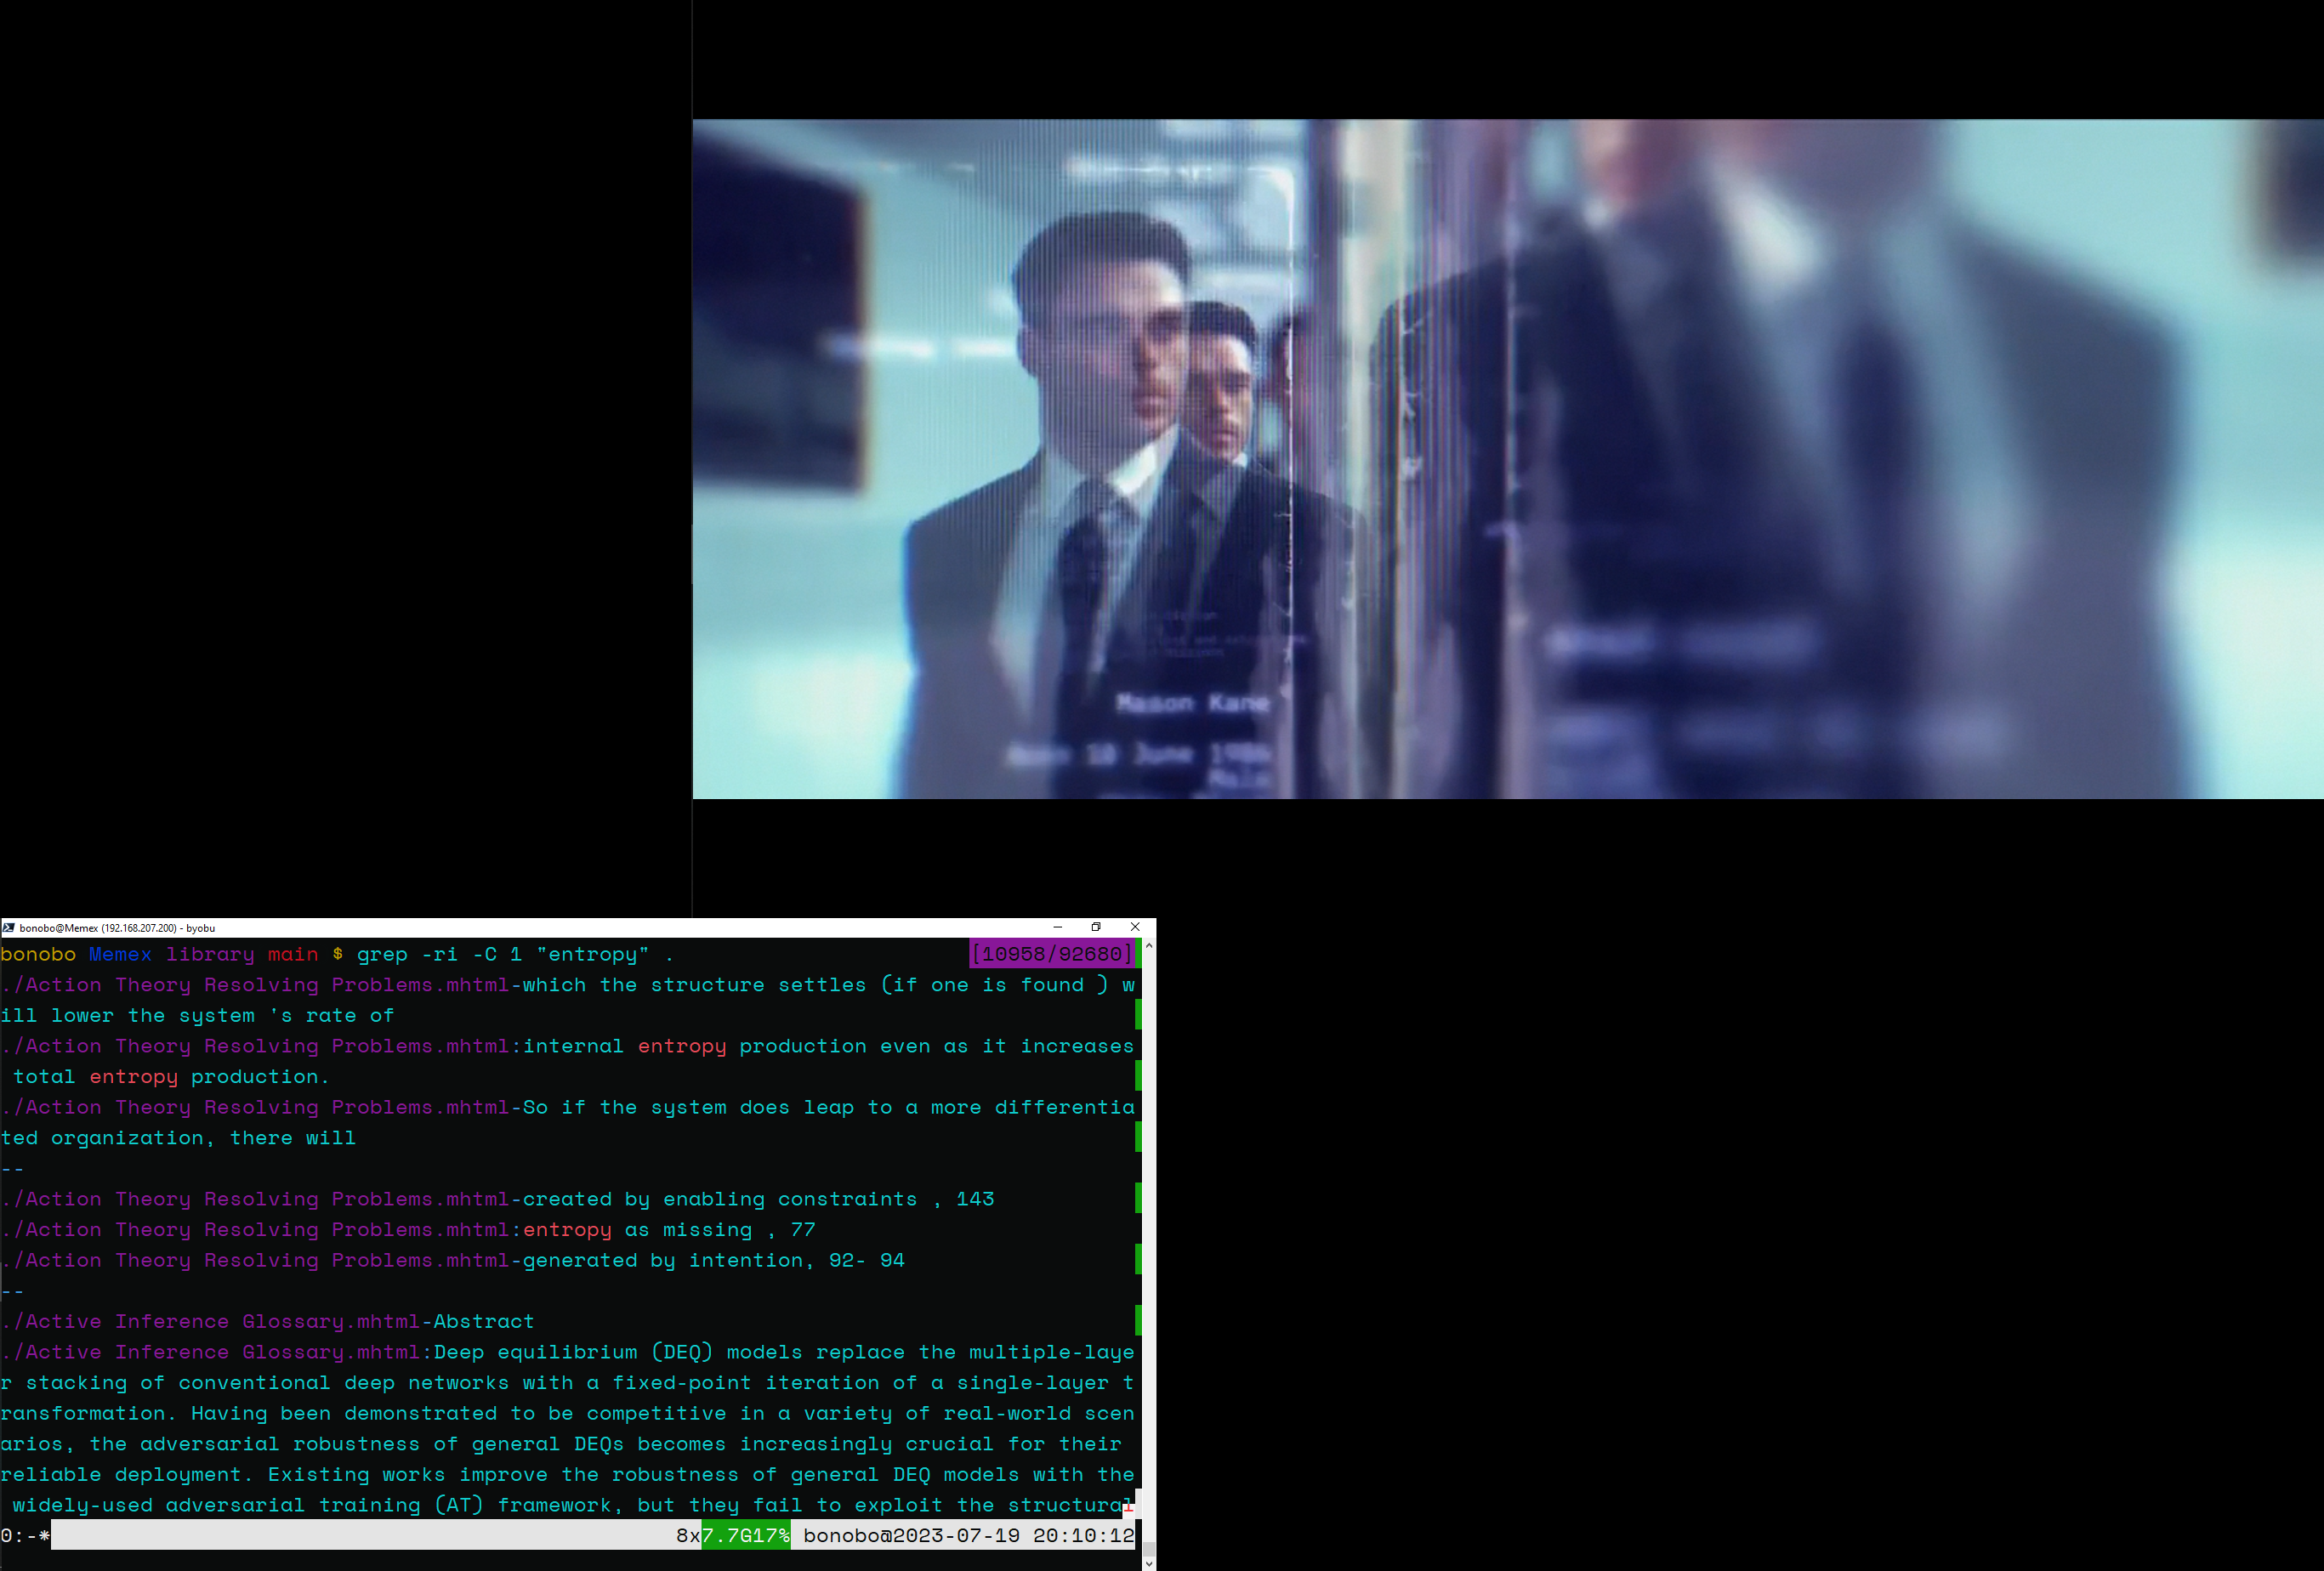 Mason Kane
10 June 1986
Male
bonobo@Memex (192.168.207.200) - byobu
bonobo Memex library main $ grep -ri -C 1 "entropy" . [10958/92680]
./Action Theory Resolving Problems.mhtml-which the structure settles (if one is found ) w
ill lower the system 's rate of
./Action Theory Resolving Problems.mhtml:internal entropy production even as it increases
 total entropy production.
./Action Theory Resolving Problems.mhtml-So if the system does leap to a more differentia
ted organization, there will
--
./Action Theory Resolving Problems.mhtml-created by enabling constraints , 143
./Action Theory Resolving Problems.mhtml:entropy as missing , 77
./Action Theory Resolving Problems.mhtml-generated by intention, 92- 94
--
./Active Inference Glossary.mhtml-Abstract
./Active Inference Glossary.mhtml:Deep equilibrium (DEQ) models replace the multiple-laye
r stacking of conventional deep networks with a fixed-point iteration of a single-layer t
ransformation. Having been demonstrated to be competitive in a variety of real-world scen
arios, the adversarial robustness of general DEQs becomes increasingly crucial for their
reliable deployment. Existing works improve the robustness of general DEQ models with the
 widely-used adversarial training (AT) framework, but they fail to exploit the structural
0:-* 8x7.7G17% bonobo@2023-07-19 20:10:12